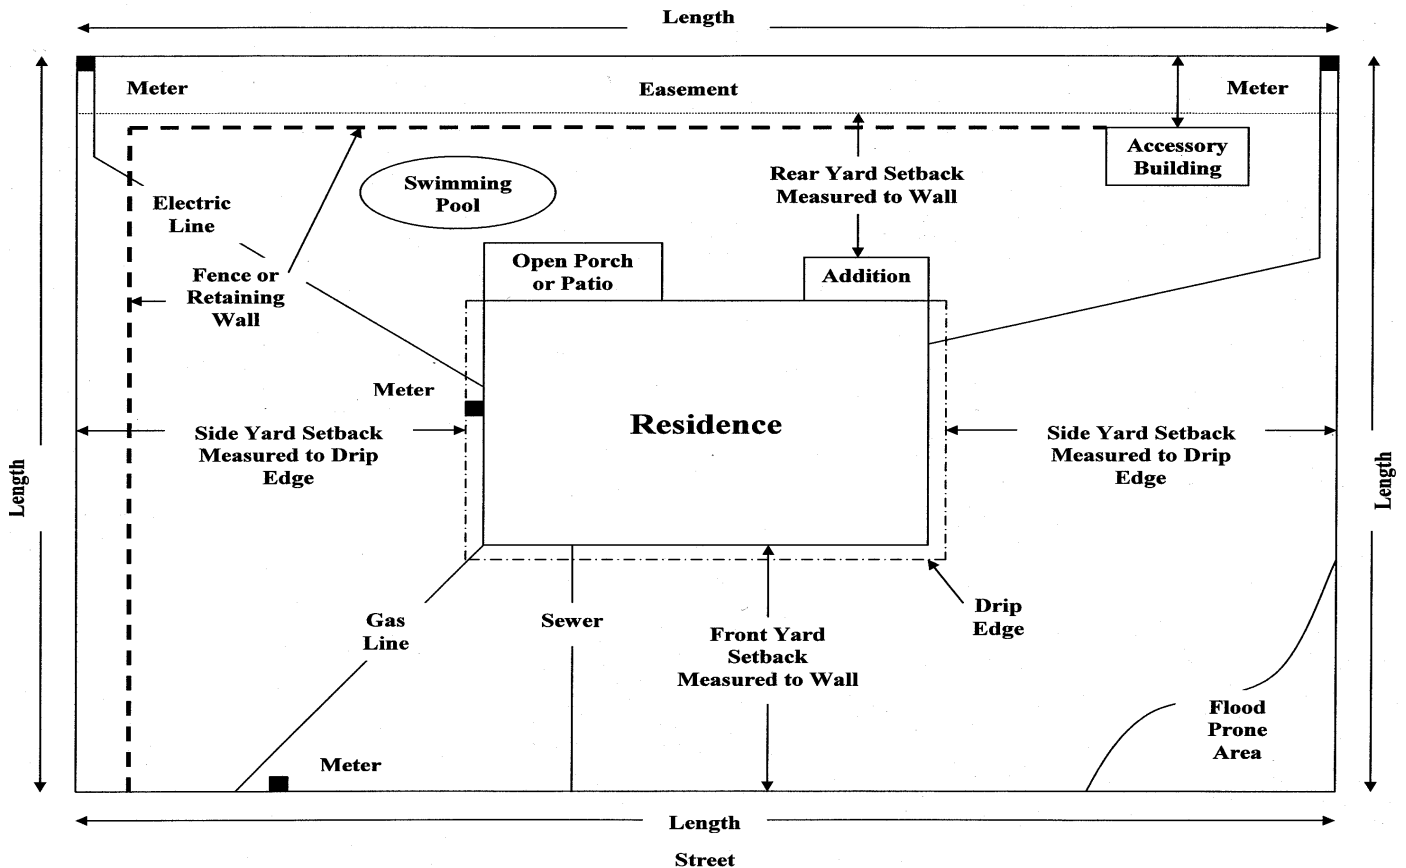 Length
Meter
Easement
Meter
Accessory
Building
Swimming
Pool
Rear Yard Setback
Measured to Wall
Electric
Line
Open Porch
or Patio
Addition
Fence or
Retaining
Wall
Meter
Residence
Side Yard Setback
Measured to Drip
Edge
Side Yard Setback
Measured to Drip
Edge
Length
Length
Gas
Line
Sewer
Front Yard
Setback
Measured to Wall
Drip
Edge
Flood
Prone
Area
Meter
Length
Street